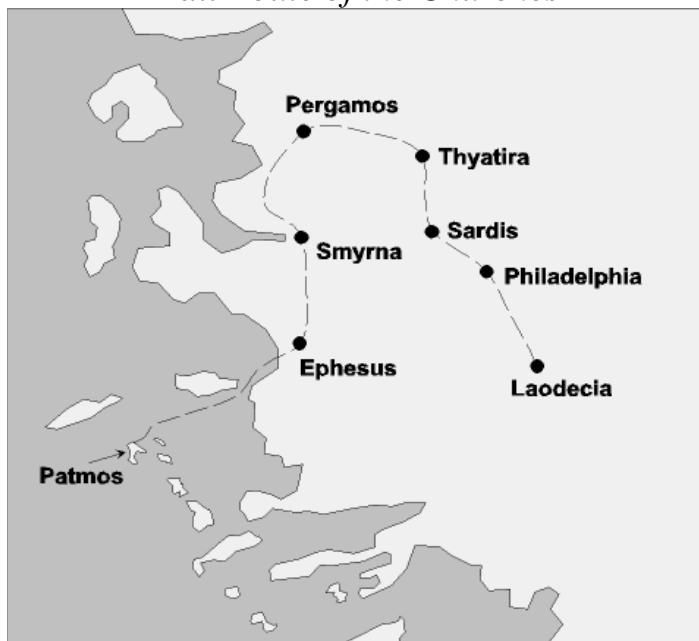 Pergamos
Thyatira
Sardis
Smyrna
Philadelphia
Ephesus
Laodecia
Patmos